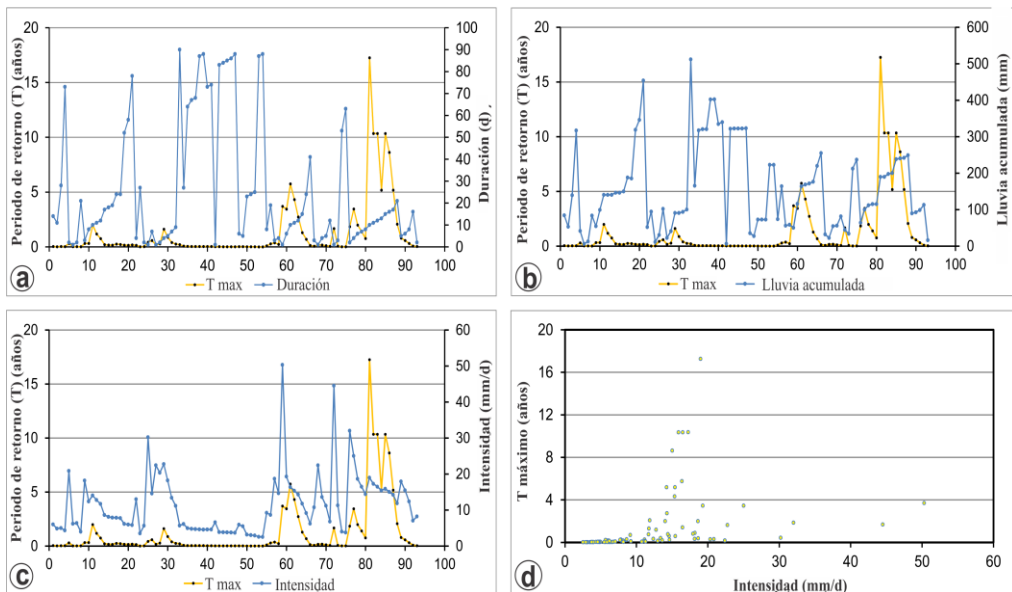 20
15
10
5
0
100
90
80
70
60
50
40
30
20
10
0
0 10 20 30 40 50 60 70 80 90 100
Periodo de retorno (T) (años)
Duración (d)
T max Duración
a
20
15
10
5
0
600
500
400
300
200
100
0
0 10 20 30 40 50 60 70 80 90 100
Periodo de retorno (T) (años)
Lluvia acumulada (mm)
T max Lluvia acumulada
b
20
15
10
5
0
60
50
40
30
20
10
0
0 10 20 30 40 50 60 70 80 90 100
Periodo de retorno (T) (años)
Intensidad (mm/d)
T max Intensidad
c
20
16
12
8
4
0
0 10 20 30 40 50 60
T máximo (años)
Intensidad (mm/d)
d